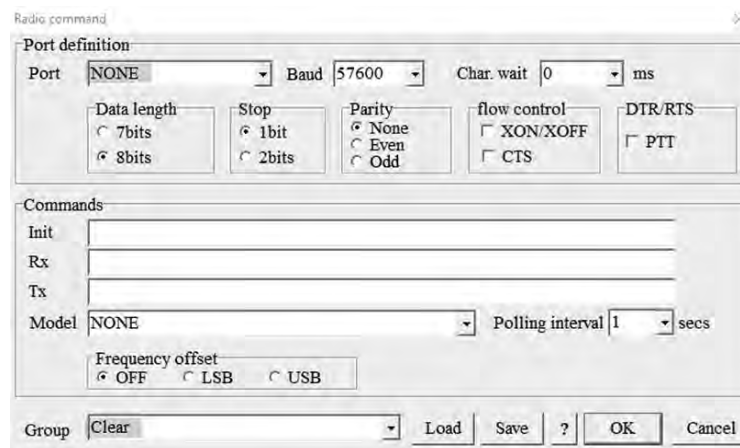 Radio command
Port definition
Port NONE Baud 57600 Char. wait 0 ms
Data length Stop Parity flow control DTR/RTS
7bits 1bit None XON/XOFF PTT
8bits 2bits Even CTS
Odd
Commands
Init
Rx
Tx
Model NONE Polling interval 1 secs
Frequency offset
OFF LSB USB
Group Clear Load Save ? OK Cancel